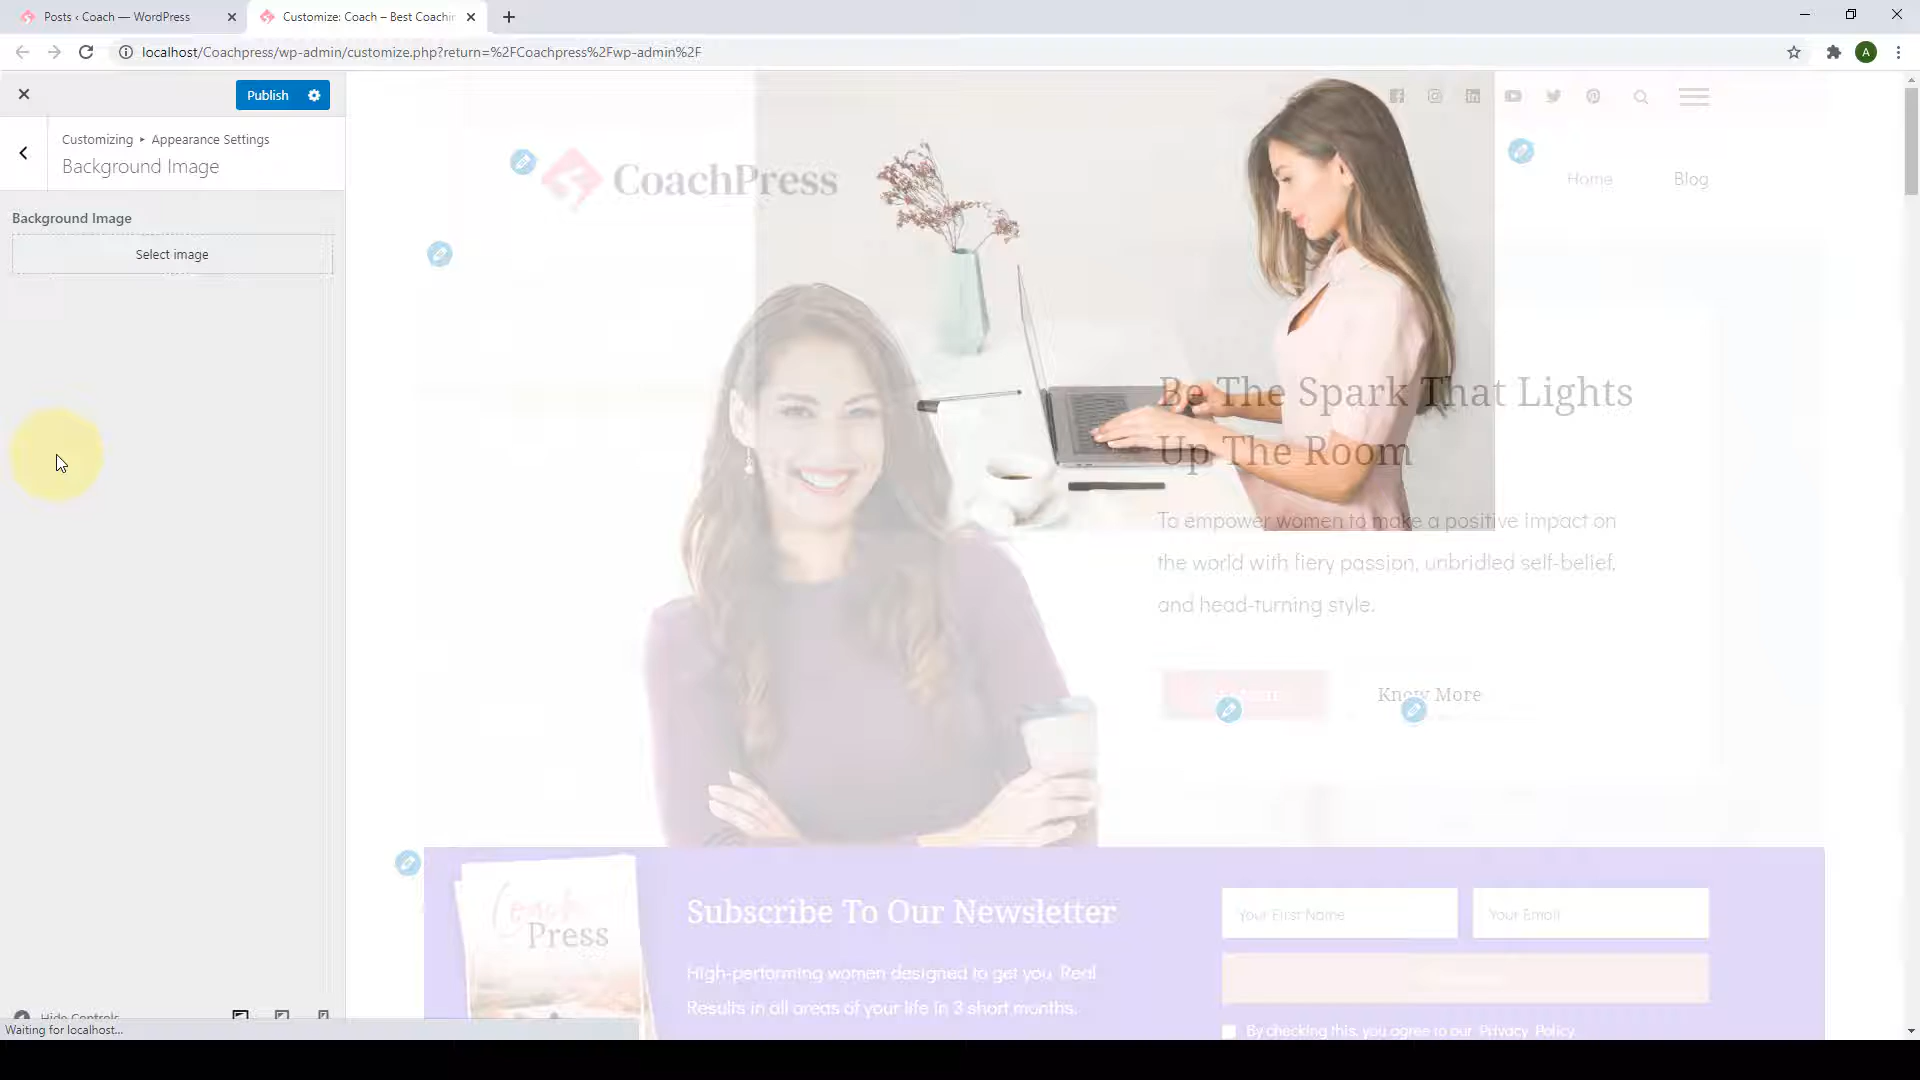 Posts ‹ Coach — WordPress
Customize: Coach – Best Coachin
localhost/Coachpress/wp-admin/customize.php?return=%2FCoachpress%2Fwp-admin%2F
A
Publish
Customizing ▸ Appearance Settings
Background Image
Background Image
Select image
CoachPress
Home
Blog
Be The Spark That Lights
Up The Room
To empower women to make a positive impact on
the world with fiery passion, unbridled self-belief,
and head-turning style.
Know More
Coach
Press
Subscribe To Our Newsletter
High-performing women designed to get you Real
Results in all areas of your life in 3 short months.
Your First Name
Your Email
By checking this, you agree to our Privacy Policy.
Hide Controls
Waiting for localhost...